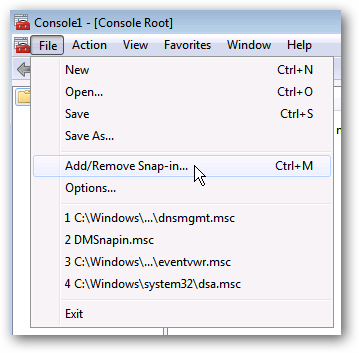 Console1 - [Console Root]
File Action View Favorites Window Help
New Ctrl+N
Open... Ctrl+O
Save Ctrl+S
Save As...
Add/Remove Snap-in... Ctrl+M
Options...
1 C:\Windows\...\dnsmgmt.msc
2 DMSnapin.msc
3 C:\Windows\...\eventvwr.msc
4 C:\Windows\system32\dsa.msc
Exit